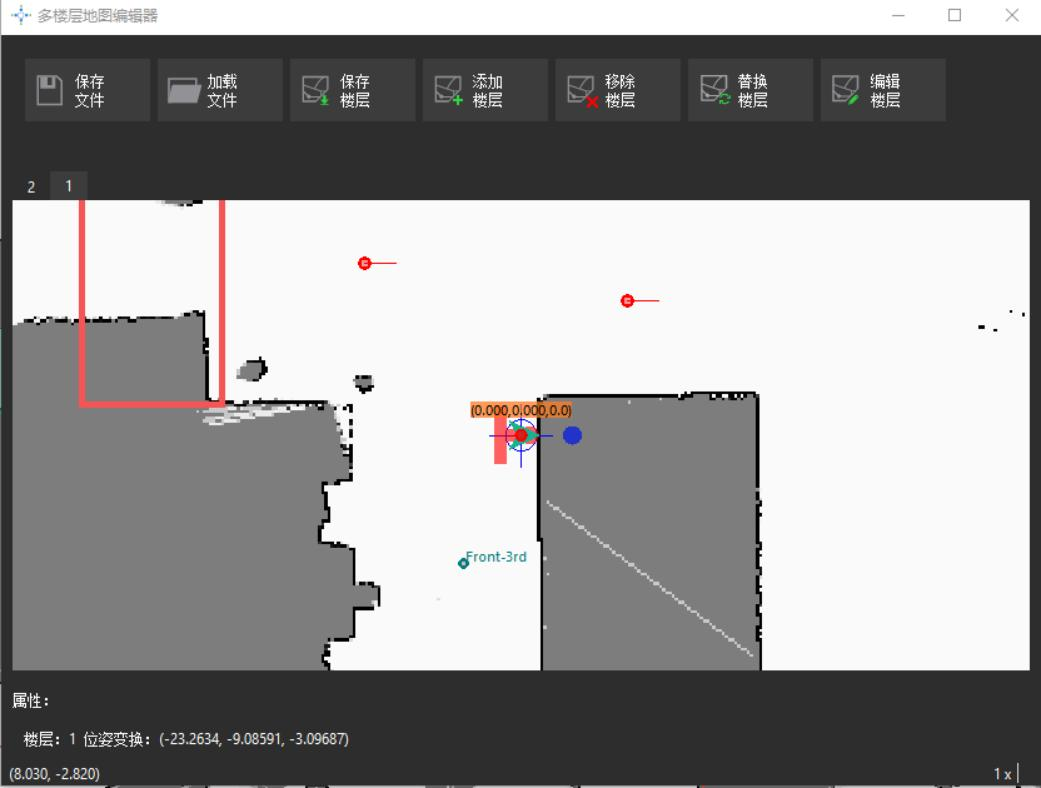 多楼层地图编辑器
保存
文件
加载
文件
保存
楼层
添加
楼层
移除
楼层
替换
楼层
编辑
楼层
2
1
(0.000,0.000,0.0)
Front-3rd
属性：
楼层：1 位姿变换：(-23.2634, -9.08591, -3.09687)
(8.030, -2.820)
1 x